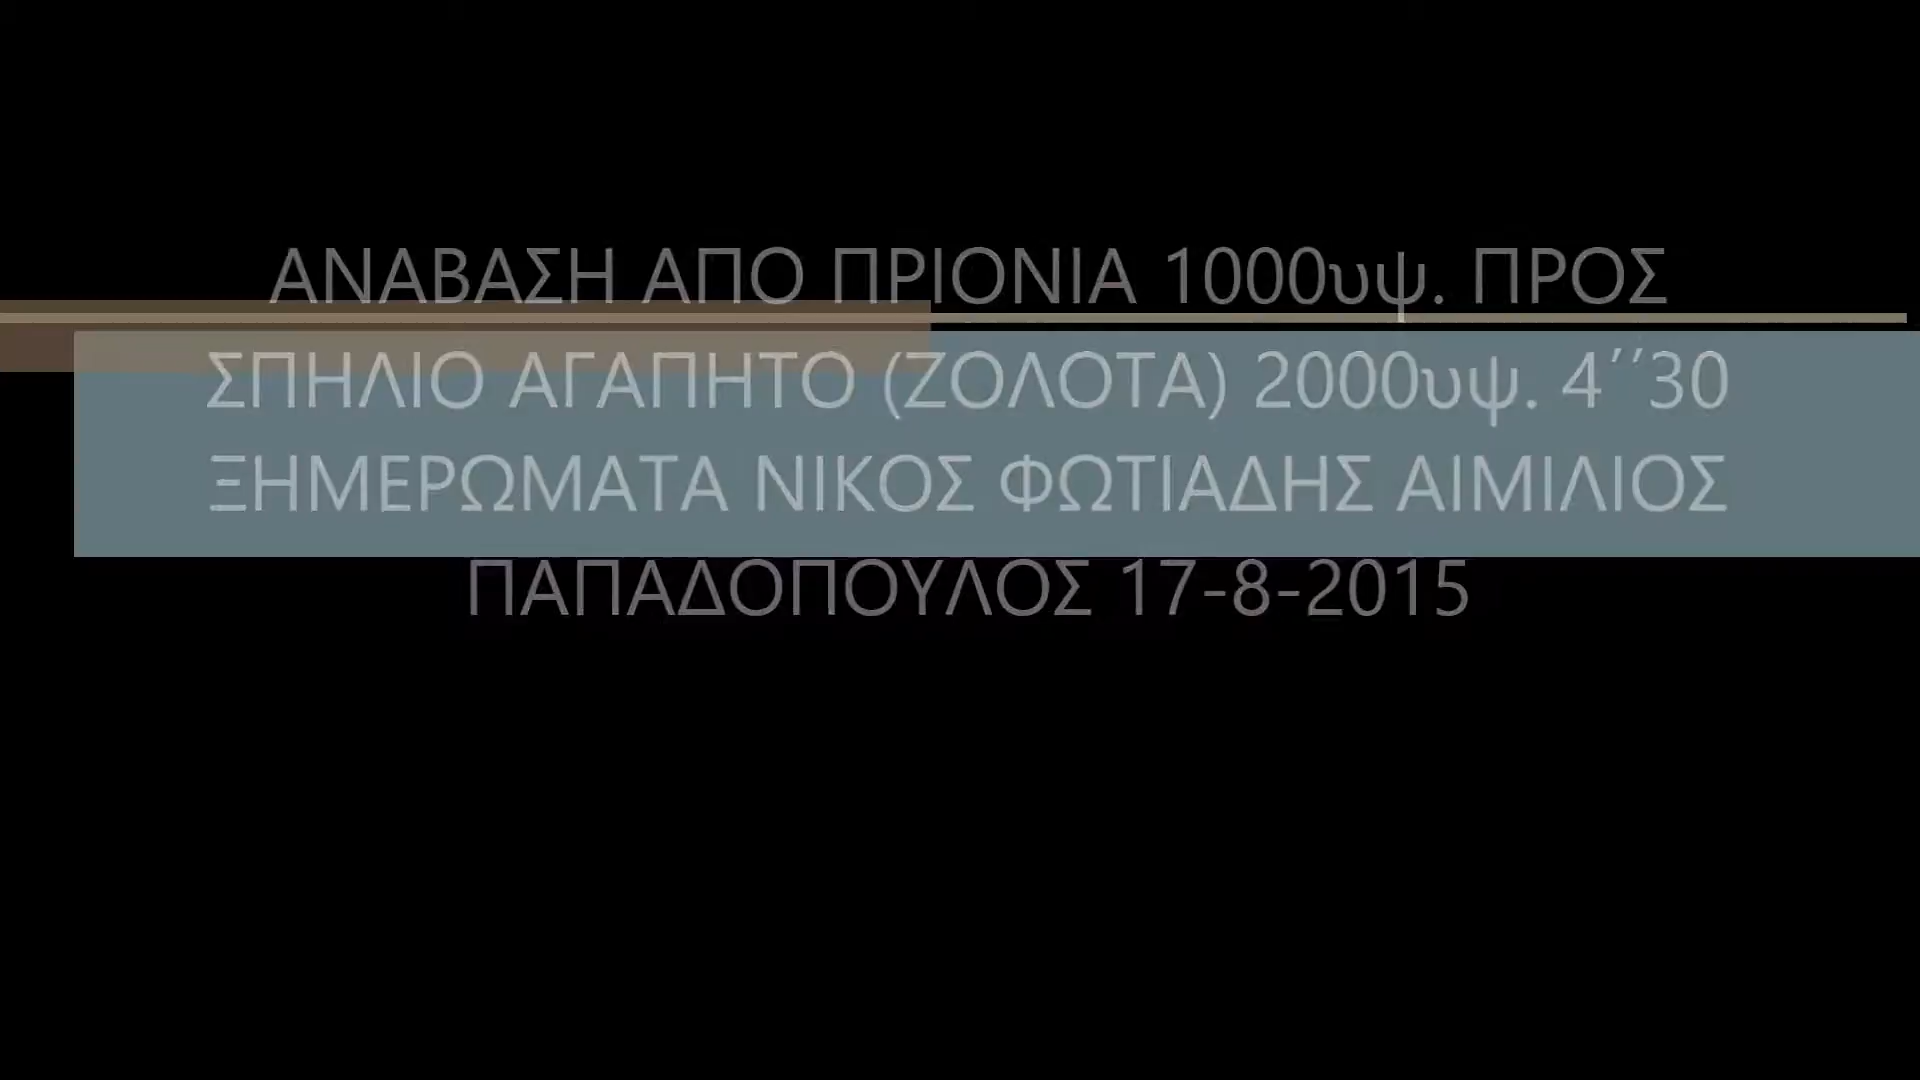 ΑΝΑΒΑΣΗ ΑΠΟ ΠΡΙΟΝΙΑ 1000υψ. ΠΡΟΣ
ΣΠΗΛΙΟ ΑΓΑΠΗΤΟ (ΖΟΛΟΤΑ) 2000υψ. 4΄΄30
ΞΗΜΕΡΩΜΑΤΑ ΝΙΚΟΣ ΦΩΤΙΑΔΗΣ ΑΙΜΙΛΙΟΣ
ΠΑΠΑΔΟΠΟΥΛΟΣ 17-8-2015